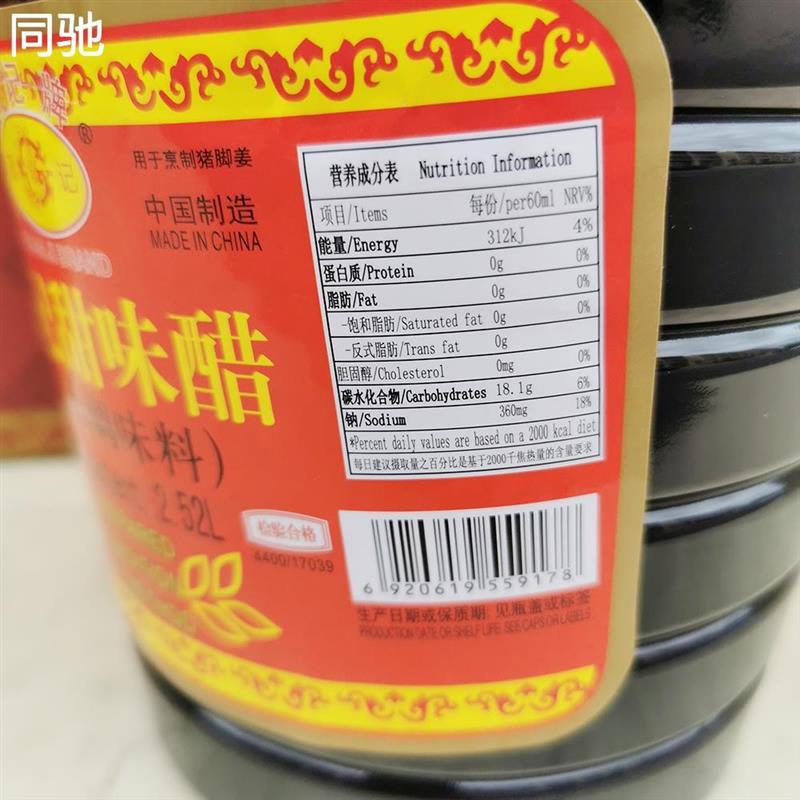 同驰
记牌®
记
用于烹制猪脚姜
中国制造
MADE IN CHINA
甜味醋
味料）
2.52L
营养成分表 Nutrition Information
项目/Items 每份/per60ml NRV%
能量/Energy 312kJ 4%
蛋白质/Protein 0g 0%
脂肪/Fat 0g 0%
-饱和脂肪/Saturated fat 0g 0%
-反式脂肪/Trans fat 0g
胆固醇/Cholesterol 0mg 0%
碳水化合物/Carbohydrates 18.1g 6%
钠/Sodium 360mg 18%
*Percent daily values are based on a 2000 kcal diet
每日建议摄取量之百分比是基于2000千焦热量的含量要求
检验合格
4400/17039
6 920619 559178
生产日期或保质期:见瓶盖或标签
PRODUCTION DATE OR SHELF LIFE: SEE CAPS OR LABELS